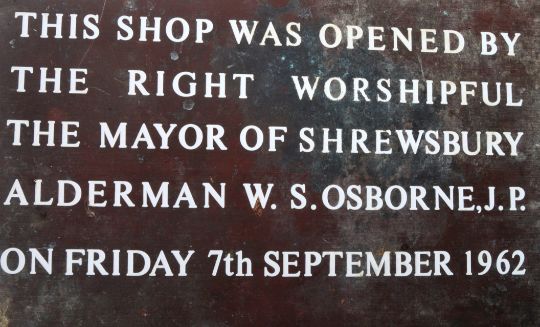 THIS SHOP WAS OPENED BY
THE RIGHT WORSHIPFUL
THE MAYOR OF SHREWSBURY
ALDERMAN W. S. OSBORNE, J. P.
ON FRIDAY 7th SEPTEMBER 1962